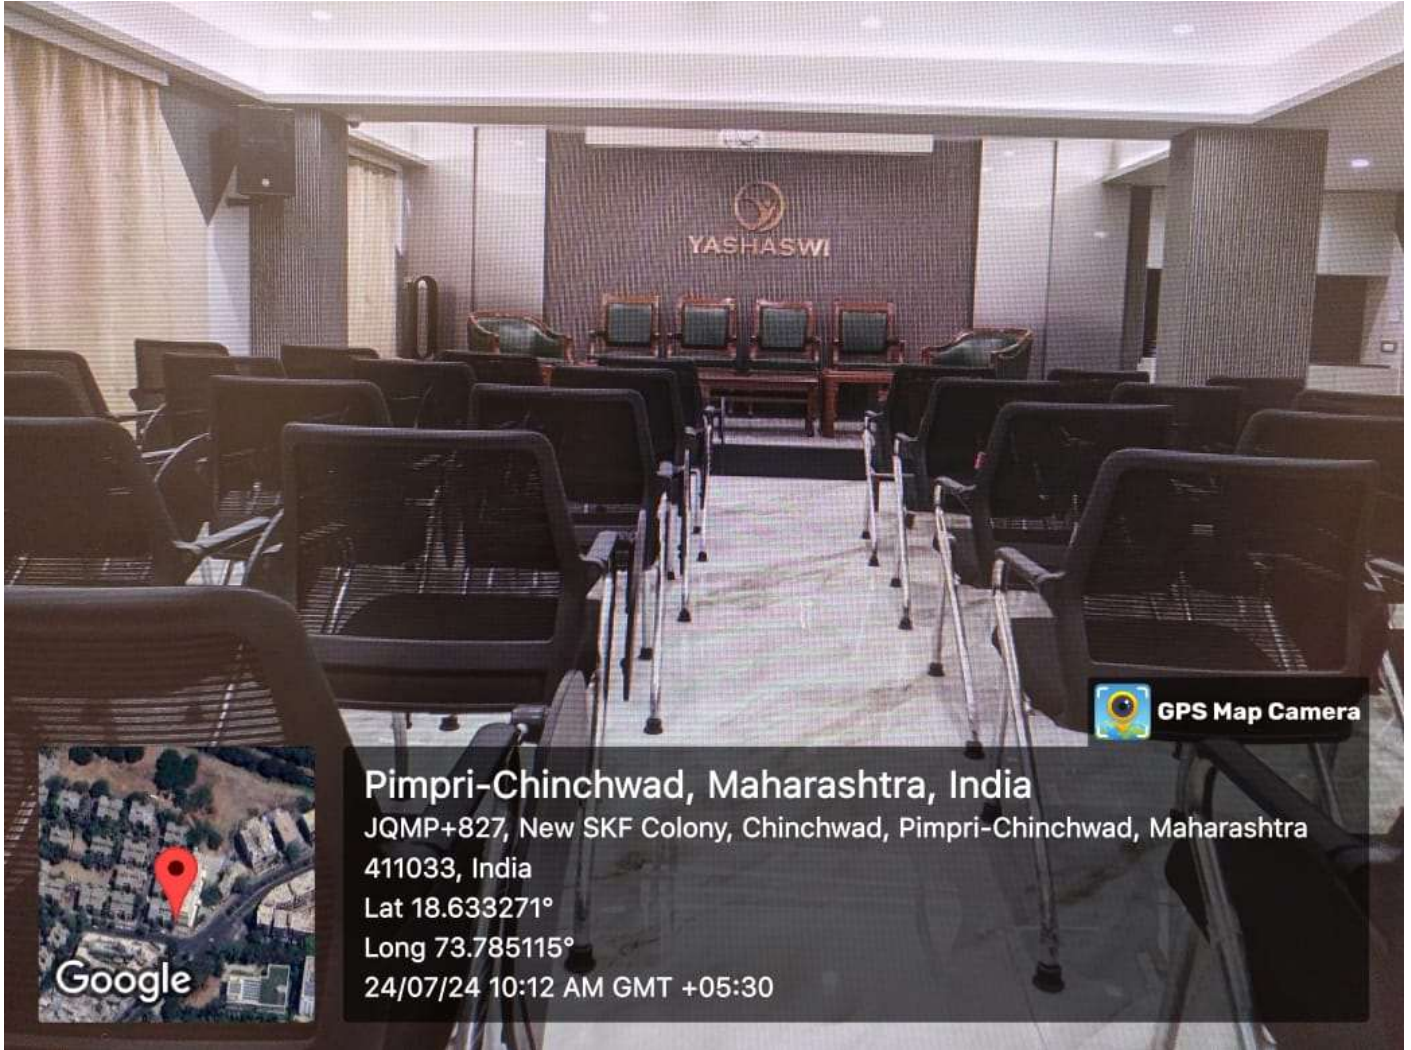 YASHASWI
GPS Map Camera
Pimpri-Chinchwad, Maharashtra, India
JQMP+827, New SKF Colony, Chinchwad, Pimpri-Chinchwad, Maharashtra
411033, India
Lat 18.633271°
Long 73.785115°
24/07/24 10:12 AM GMT +05:30
Google